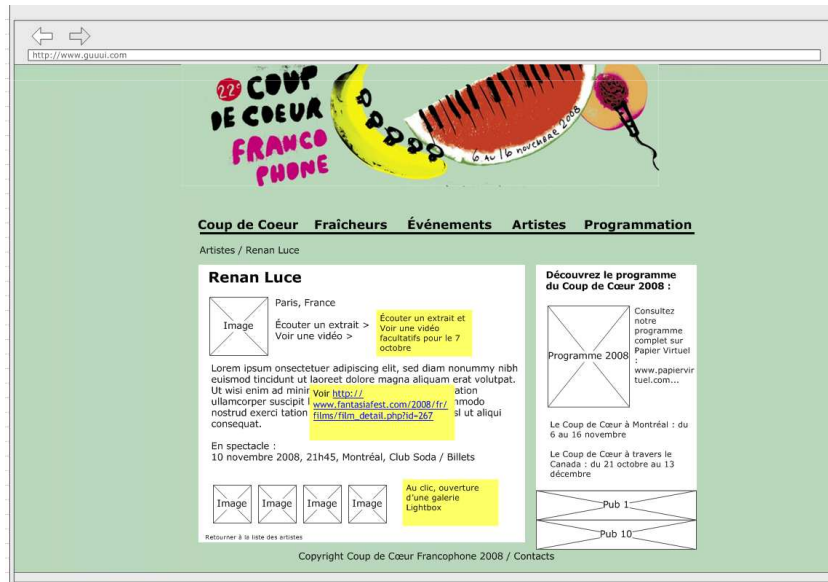 http://www.guuui.com
22e COUP
DE COEUR
FRANCO
PHONE
6 AU 16 novembre 2008
Coup de Coeur Fraîcheurs Événements Artistes Programmation
Artistes / Renan Luce
Renan Luce
Image
Paris, France
Écouter un extrait >
Voir une vidéo >
Écouter un extrait et
Voir une vidéo
facultatifs pour le 7
octobre
Lorem ipsum onsectetuer adipiscing elit, sed diam nonummy nibh
euismod tincidunt ut laoreet dolore magna aliquam erat volutpat.
Ut wisi enim ad ation
ullamcorper suscipit mmodo
nostrud exerci tation sl ut aliqui
consequat.
Voir http://
www.fantasiafest.com/2008/fr/
films/film_detail.php?id=267
En spectacle :
10 novembre 2008, 21h45, Montréal, Club Soda / Billets
Image Image Image Image
Au clic, ouverture
d'une galerie
Lightbox
Retourner à la liste des artistes
Découvrez le programme
du Coup de Cœur 2008 :
Programme 2008
Consultez
notre
programme
complet sur
Papier Virtuel
:
www.papiervir
tuel.com...
Le Coup de Cœur à Montréal : du
6 au 16 novembre
Le Coup de Cœur à travers le
Canada : du 21 octobre au 13
décembre
Pub 1
Pub 10
Copyright Coup de Cœur Francophone 2008 / Contacts